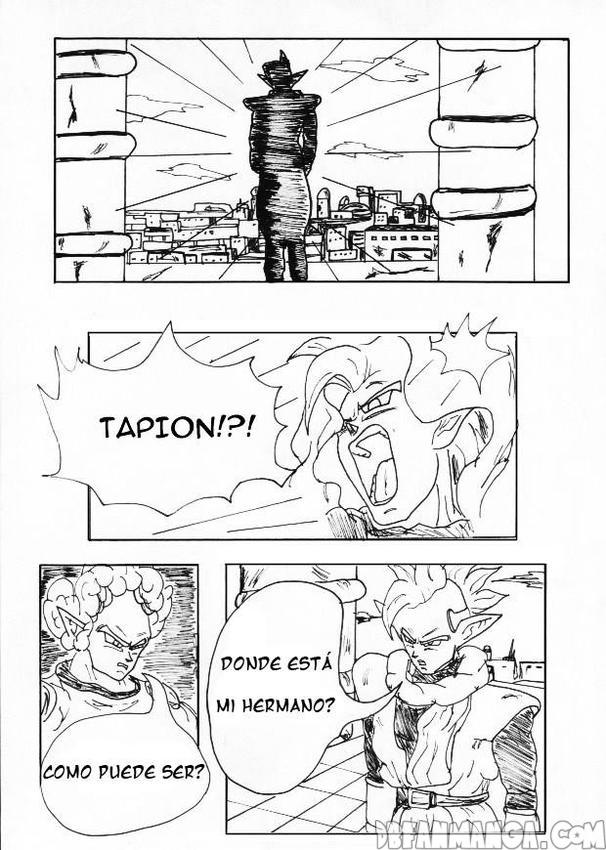 TAPION!?!
COMO PUEDE SER?
DONDE ESTÁ
MI HERMANO?
DBFANMANGA.COM